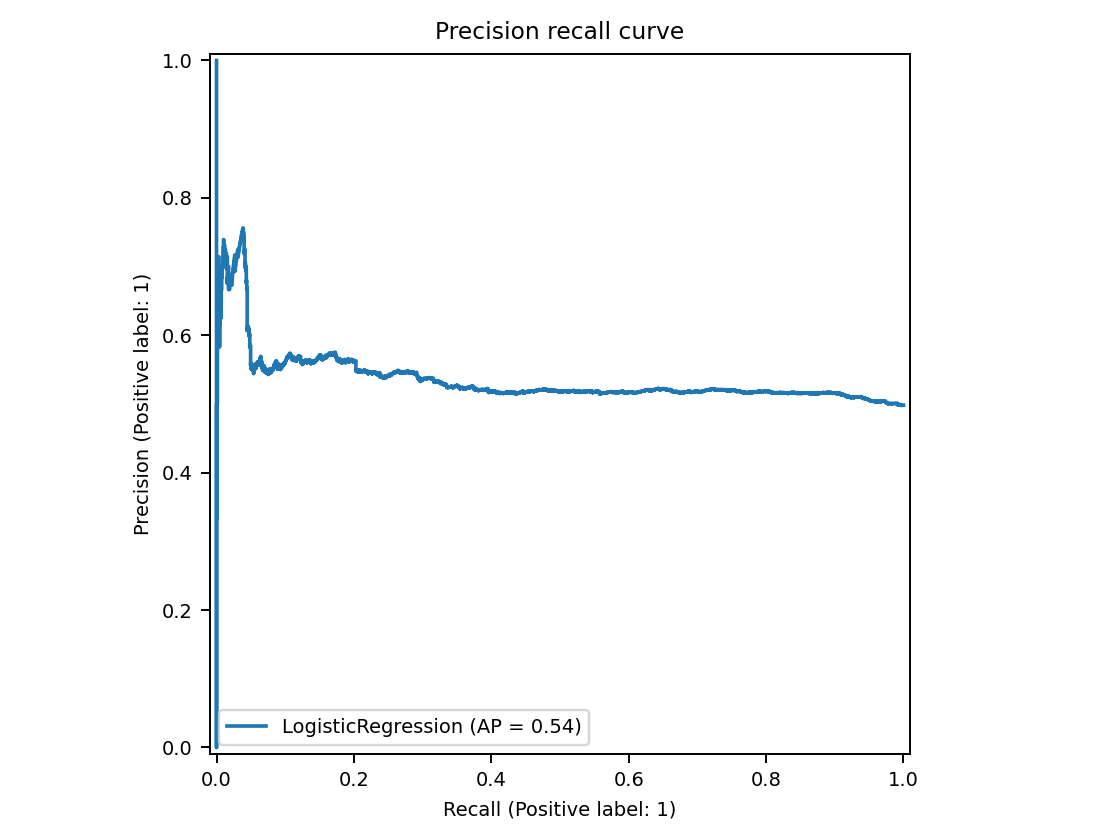 Precision recall curve
1.0
0.8
0.6
0.4
0.2
0.0
Precision (Positive label: 1)
LogisticRegression (AP = 0.54)
0.0 0.2 0.4 0.6 0.8 1.0
Recall (Positive label: 1)